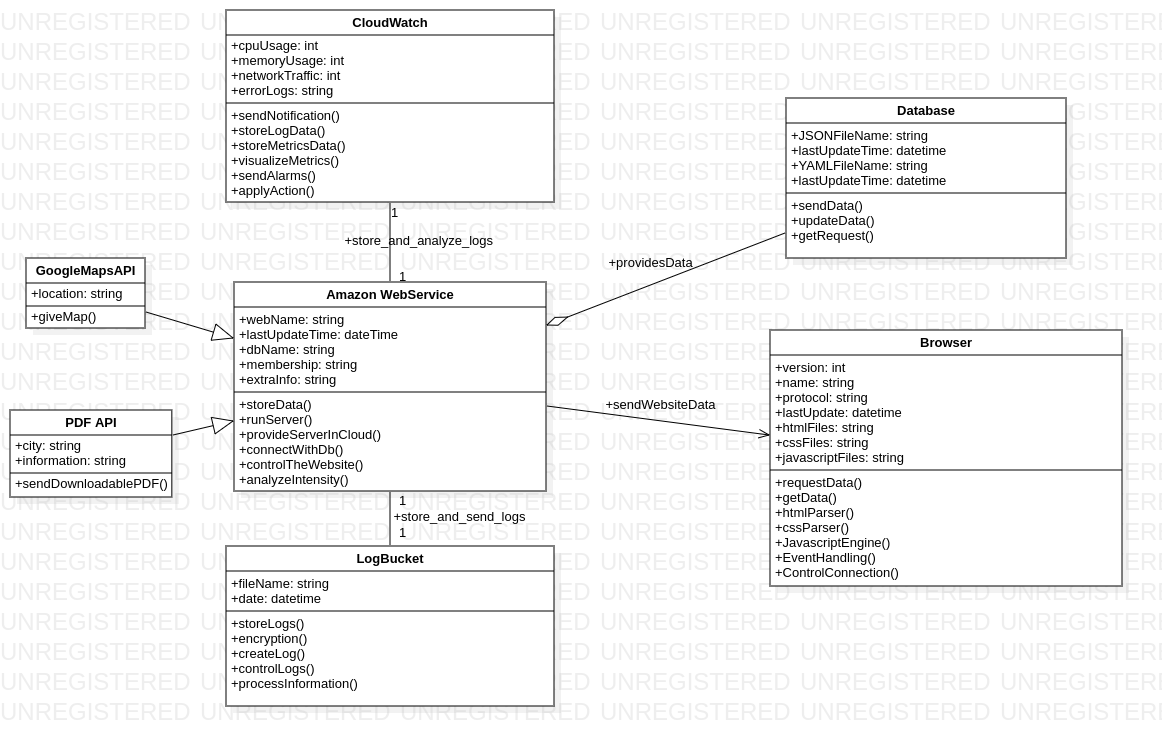 CloudWatch
+cpuUsage: int
+memoryUsage: int
+networkTraffic: int
+errorLogs: string
+sendNotification()
+storeLogData()
+storeMetricsData()
+visualizeMetrics()
+sendAlarms()
+applyAction()
1
+store_and_analyze_logs
1
Database
+JSONFileName: string
+lastUpdateTime: datetime
+YAMLFileName: string
+lastUpdateTime: datetime
+sendData()
+updateData()
+getRequest()
+providesData
GoogleMapsAPI
+location: string
+giveMap()
Amazon WebService
+webName: string
+lastUpdateTime: dateTime
+dbName: string
+membership: string
+extraInfo: string
+storeData()
+runServer()
+provideServerInCloud()
+connectWithDb()
+controlTheWebsite()
+analyzeIntensity()
+sendWebsiteData
Browser
+version: int
+name: string
+protocol: string
+lastUpdate: datetime
+htmlFiles: string
+cssFiles: string
+javascriptFiles: string
+requestData()
+getData()
+htmlParser()
+cssParser()
+JavascriptEngine()
+EventHandling()
+ControlConnection()
PDF API
+city: string
+information: string
+sendDownloadablePDF()
1
+store_and_send_logs
1
LogBucket
+fileName: string
+date: datetime
+storeLogs()
+encryption()
+createLog()
+controlLogs()
+processInformation()
UNREGISTERED